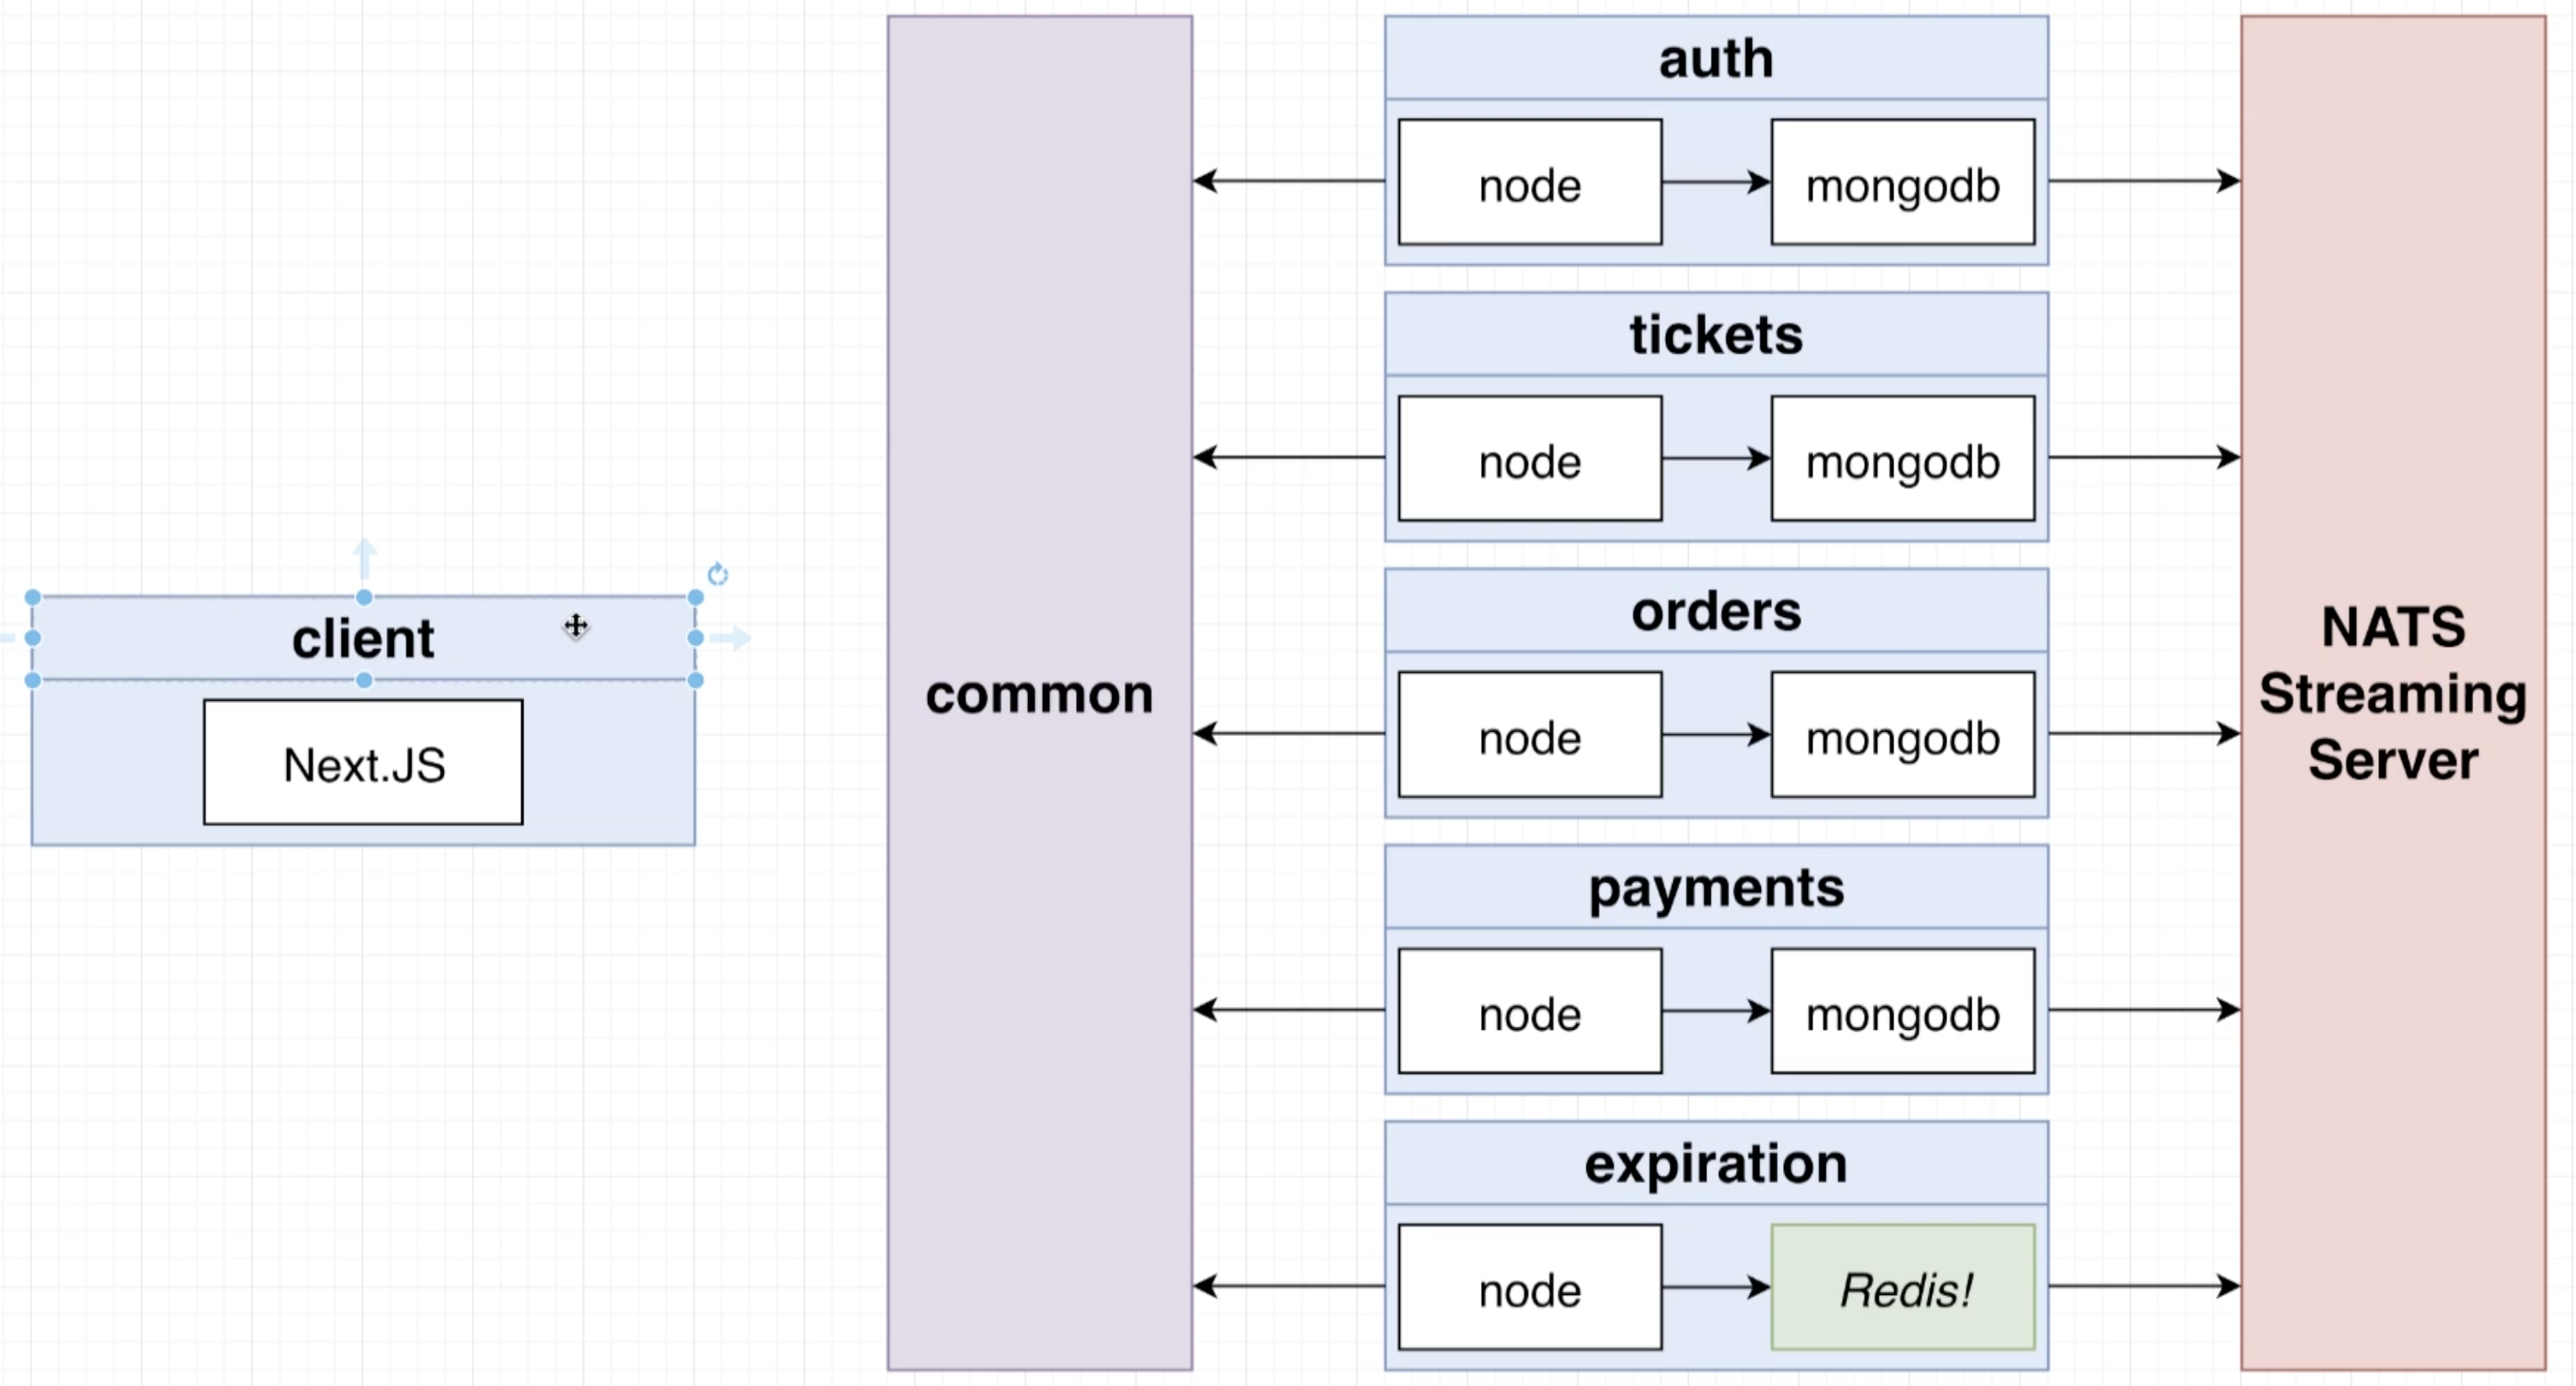 client
Next.JS
common
auth
node
mongodb
tickets
node
mongodb
orders
node
mongodb
payments
node
mongodb
expiration
node
Redis!
NATS
Streaming
Server